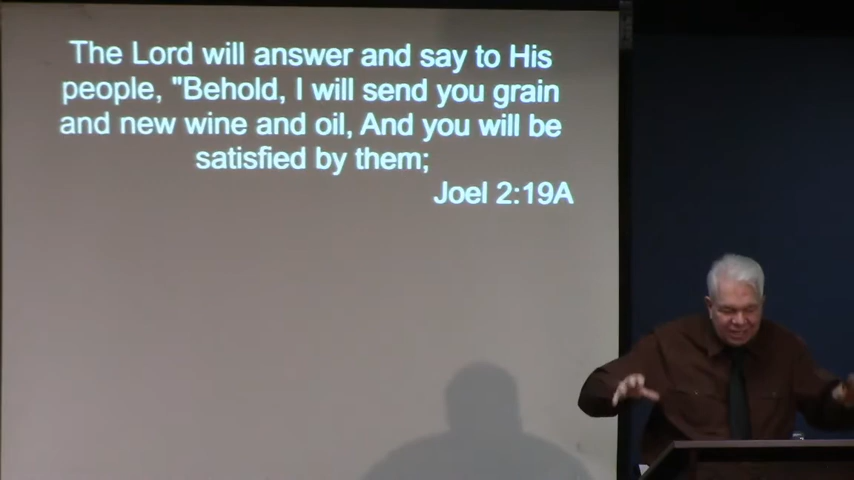 The Lord will answer and say to His
people, "Behold, I will send you grain
and new wine and oil, And you will be
satisfied by them;
Joel 2:19A